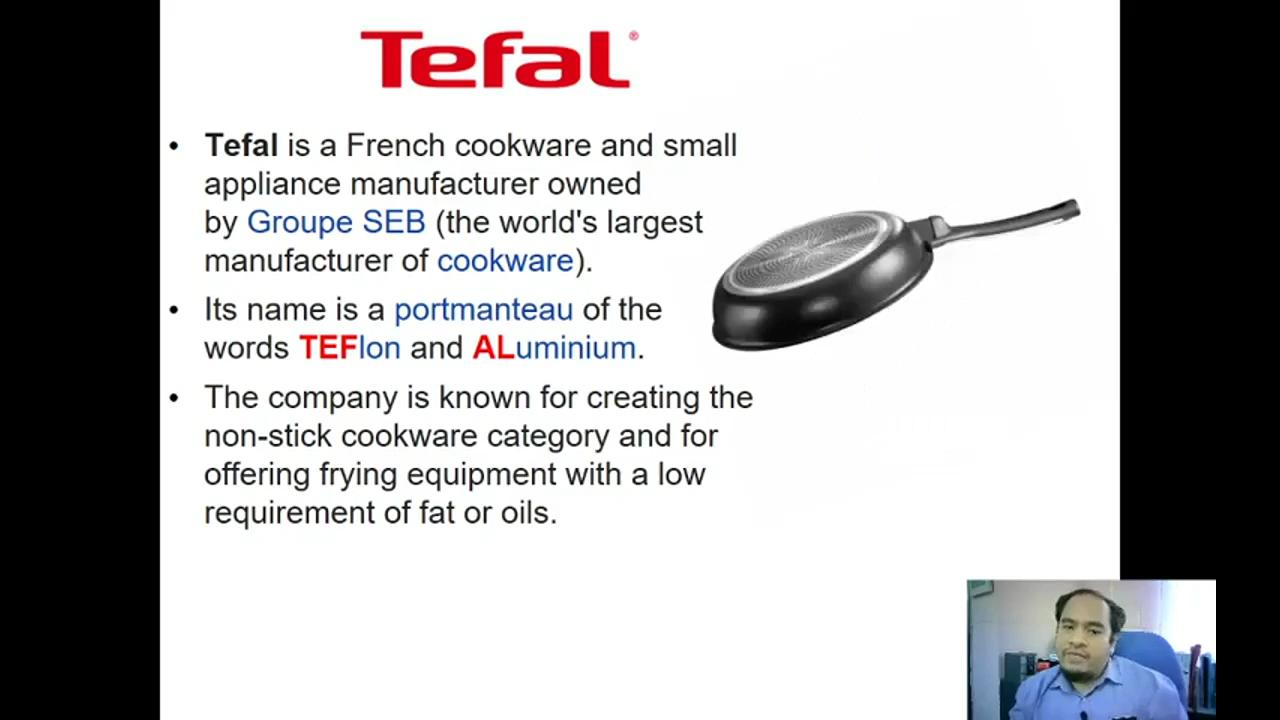 Tefal®
• Tefal is a French cookware and small
appliance manufacturer owned
by Groupe SEB (the world's largest
manufacturer of cookware).
• Its name is a portmanteau of the
words TEFlon and ALuminium.
• The company is known for creating the
non-stick cookware category and for
offering frying equipment with a low
requirement of fat or oils.